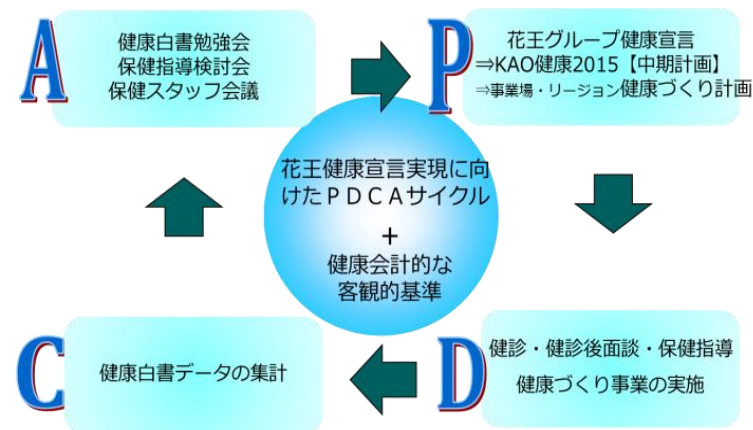 A
健康白書勉強会
保健指導検討会
保健スタッフ会議
P
花王グループ健康宣言
⇒KAO健康2015【中期計画】
⇒事業場・リージョン健康づくり計画
花王健康宣言実現に向
けたＰＤＣＡサイクル
+
健康会計的な
客観的基準
C
健康白書データの集計
D
健診・健診後面談・保健指導
健康づくり事業の実施